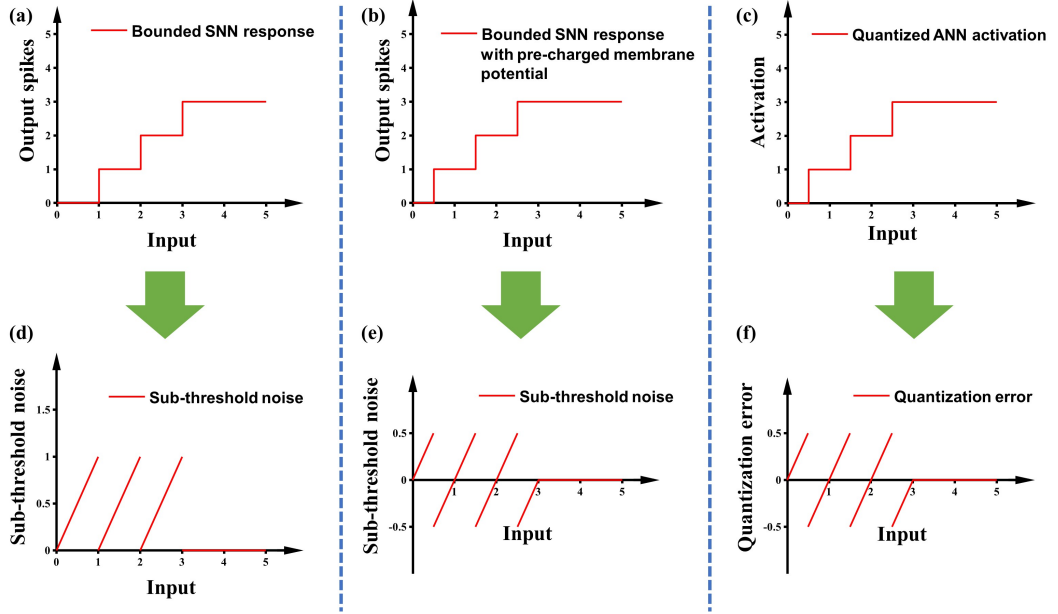 (a)
Bounded SNN response
Output spikes
5
4
3
2
1
0
0 1 2 3 4 5
Input
(b)
Bounded SNN response
with pre-charged membrane
potential
Output spikes
5
4
3
2
1
0
0 1 2 3 4 5
Input
(c)
Quantized ANN activation
Activation
5
4
3
2
1
0
0 1 2 3 4 5
Input
(d)
Sub-threshold noise
Sub-threshold noise
1.5
1
0.5
0
0 1 2 3 4 5
Input
(e)
Sub-threshold noise
Sub-threshold noise
0.5
0
-0.5
1 2 3 4 5
Input
(f)
Quantization error
Quantization error
0.5
0
-0.5
1 2 3 4 5
Input